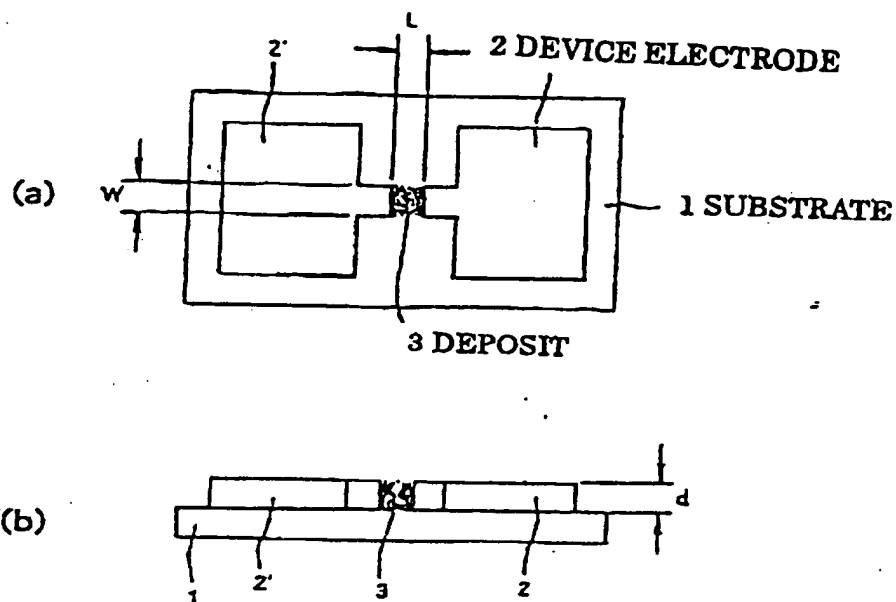 L
2'
2 DEVICE ELECTRODE
(a)
W
1 SUBSTRATE
3 DEPOSIT
(b)
d
1
2'
3
2